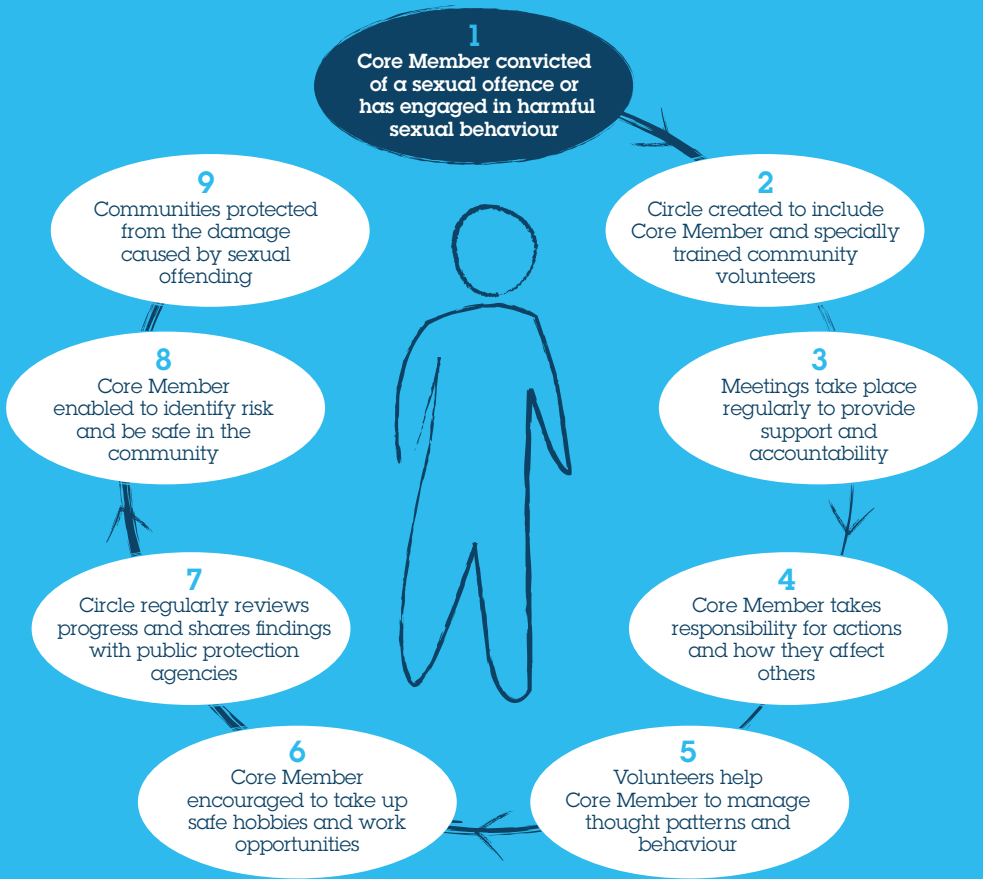 1
Core Member convicted
of a sexual offence or
has engaged in harmful
sexual behaviour
2
Circle created to include
Core Member and specially
trained community
volunteers
3
Meetings take place
regularly to provide
support and
accountability
4
Core Member takes
responsibility for actions
and how they affect
others
5
Volunteers help
Core Member to manage
thought patterns and
behaviour
6
Core Member
encouraged to take up
safe hobbies and work
opportunities
7
Circle regularly reviews
progress and shares findings
with public protection
agencies
8
Core Member
enabled to identify risk
and be safe in the
community
9
Communities protected
from the damage
caused by sexual
offending